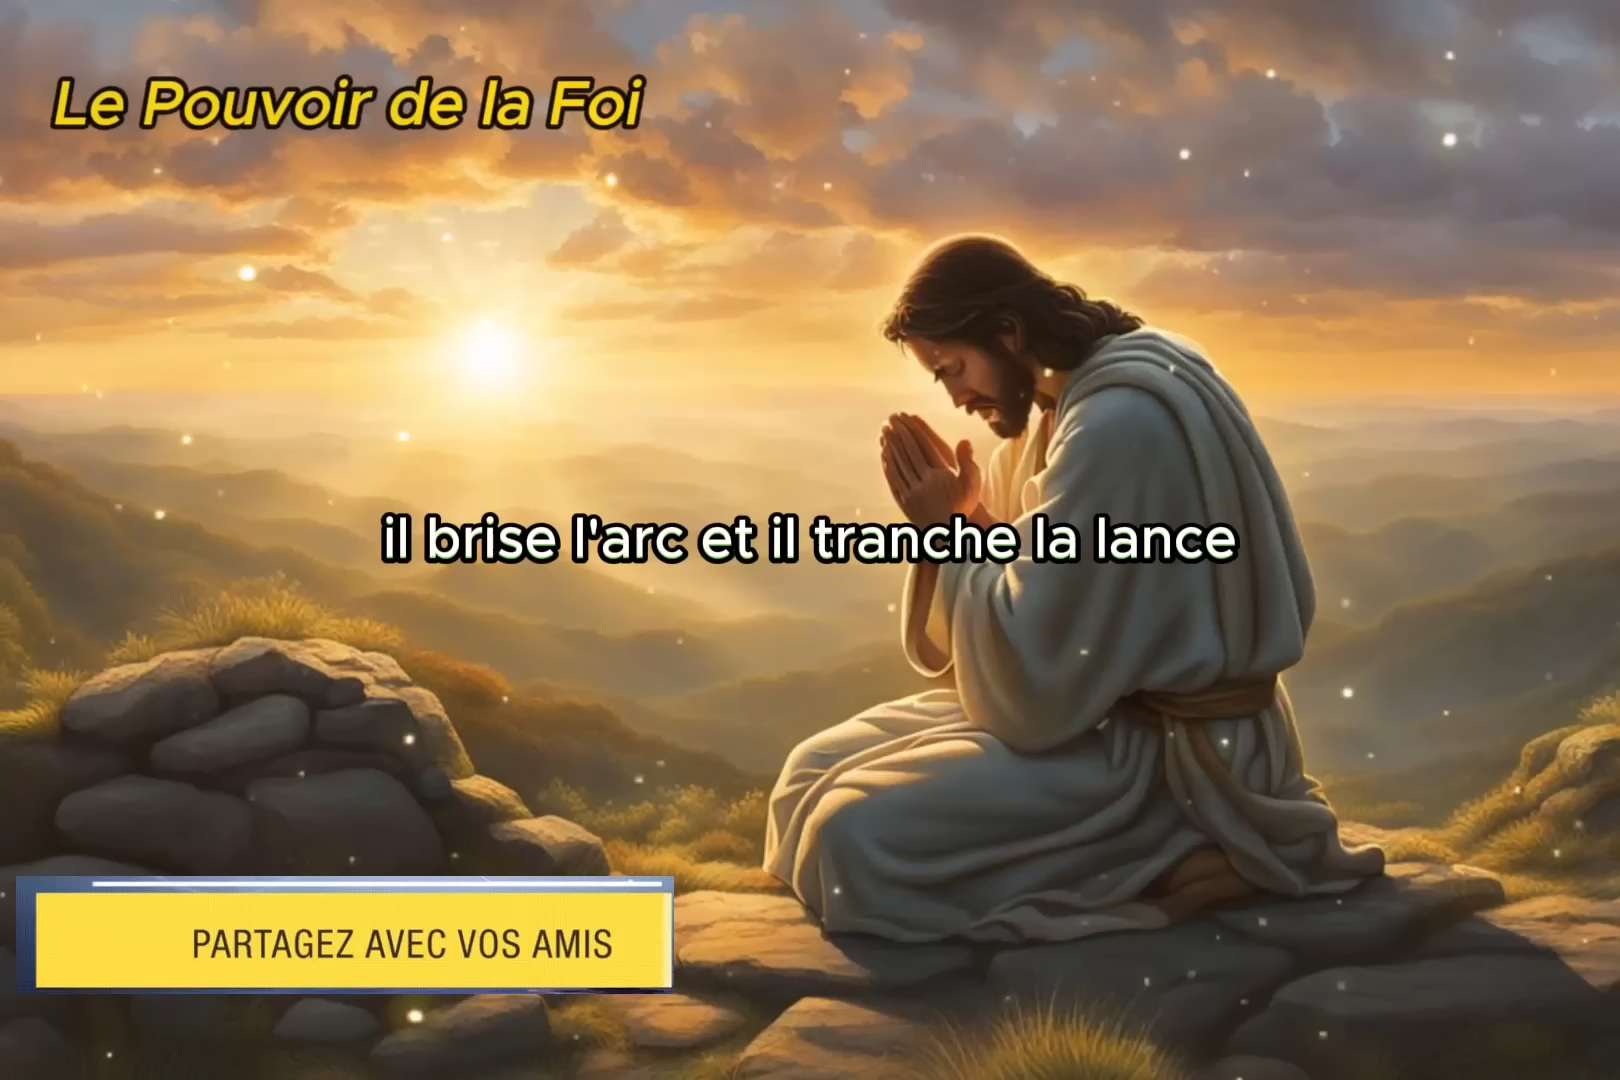 Le Pouvoir de la Foi
il brise l'arc et il tranche la lance
PARTAGEZ AVEC VOS AMIS